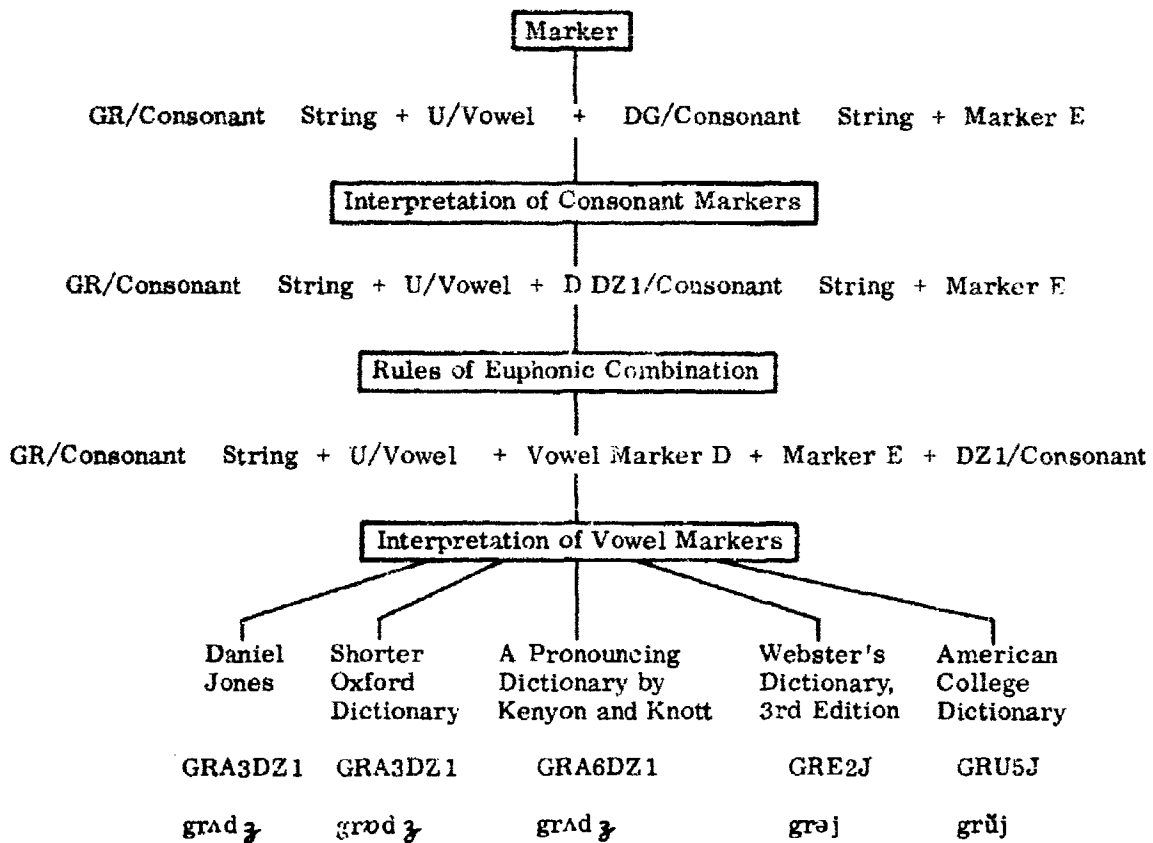 Marker
GR/Consonant String + U/Vowel + DG/Consonant String + Marker E
Interpretation of Consonant Markers
GR/Consonant String + U/Vowel + D DZ1/Consonant String + Marker E
Rules of Euphonic Combination
GR/Consonant String + U/Vowel + Vowel Marker D + Marker E + DZ1/Consonant
Interpretation of Vowel Markers
Daniel Shorter A Pronouncing Webster's American
Jones Oxford Dictionary by Dictionary, College
Dictionary Kenyon and Knott 3rd Edition Dictionary
GRA3DZ1 GRA3DZ1 GRA6DZ1 GRE2J GRU5J
grʌdʒ grɒdʒ grʌdʒ grəj grŭj